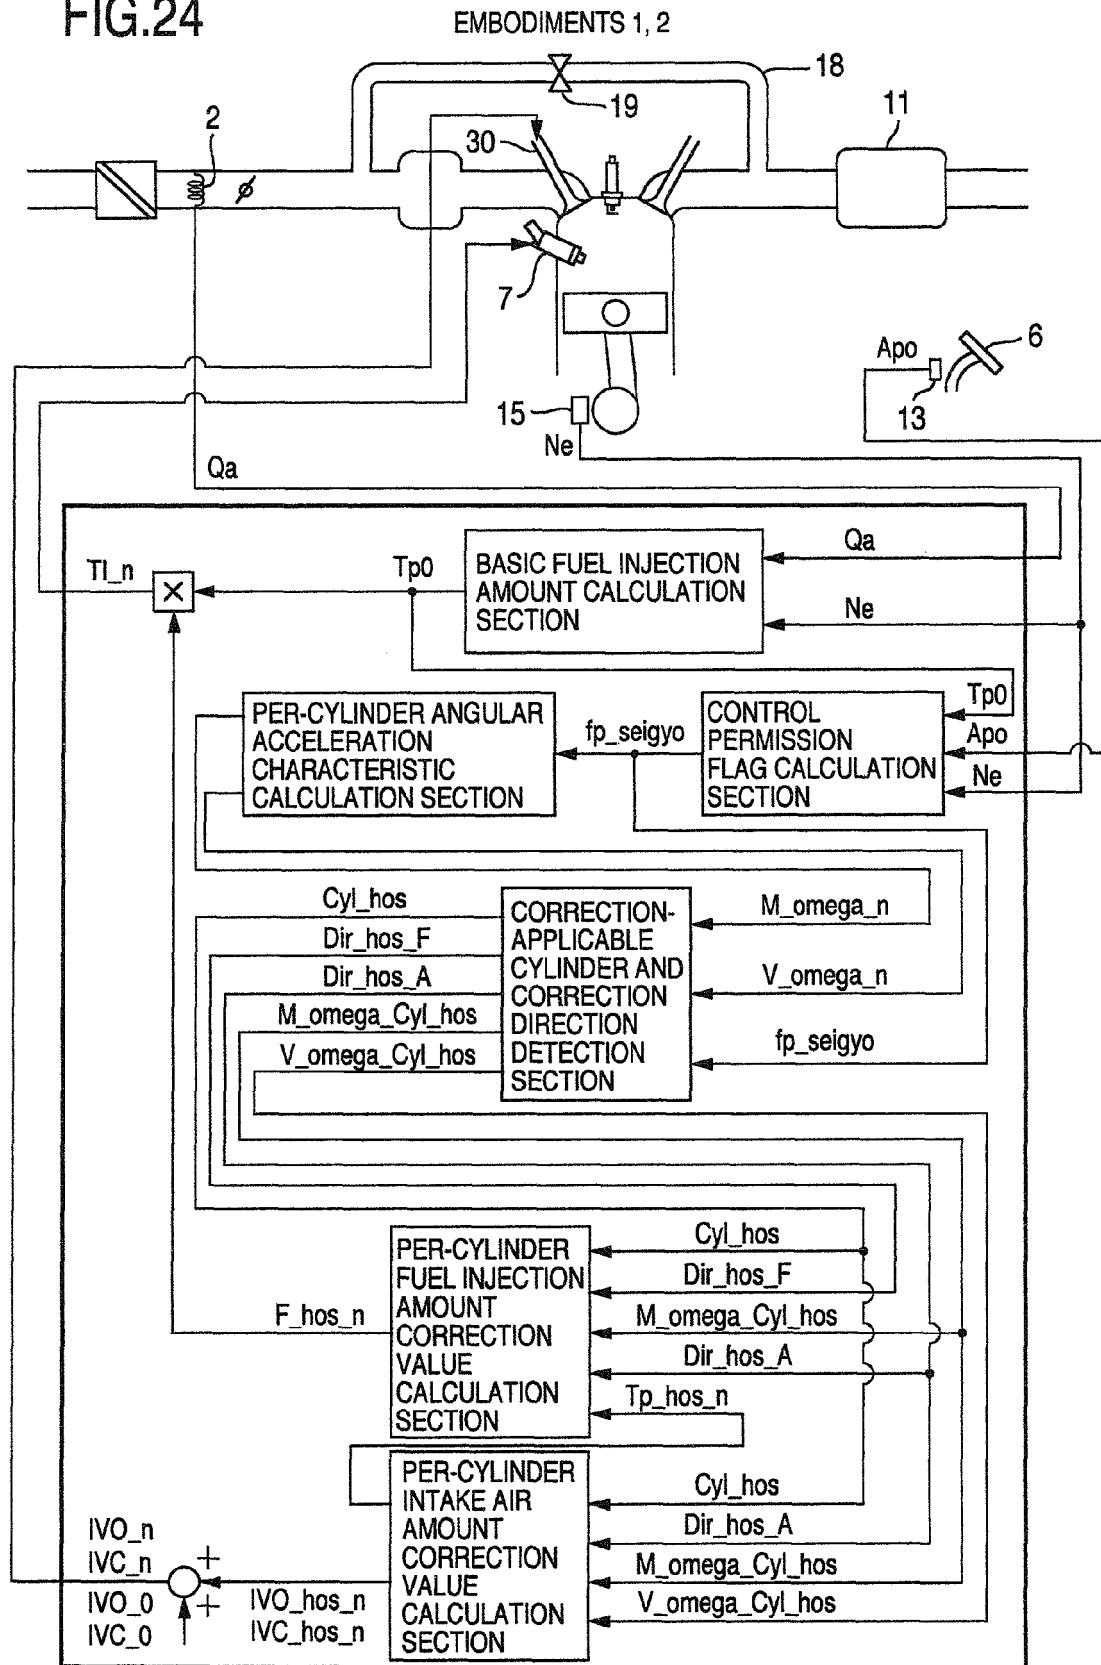 FIG.24
EMBODIMENTS 1, 2
18
19
11
2
30
7
6
Apo
13
15
Ne
Qa
TI_n
×
Tp0
BASIC FUEL INJECTION
AMOUNT CALCULATION
SECTION
Qa
Ne
PER-CYLINDER ANGULAR
ACCELERATION
CHARACTERISTIC
CALCULATION SECTION
fp_seigyo
CONTROL
PERMISSION
FLAG CALCULATION
SECTION
Tp0
Apo
Ne
Cyl_hos
Dir_hos_F
Dir_hos_A
M_omega_Cyl_hos
V_omega_Cyl_hos
CORRECTION-
APPLICABLE
CYLINDER AND
CORRECTION
DIRECTION
DETECTION
SECTION
M_omega_n
V_omega_n
fp_seigyo
F_hos_n
PER-CYLINDER
FUEL INJECTION
AMOUNT
CORRECTION
VALUE
CALCULATION
SECTION
Cyl_hos
Dir_hos_F
M_omega_Cyl_hos
Dir_hos_A
Tp_hos_n
PER-CYLINDER
INTAKE AIR
AMOUNT
CORRECTION
VALUE
CALCULATION
SECTION
Cyl_hos
Dir_hos_A
M_omega_Cyl_hos
V_omega_Cyl_hos
IVO_n
IVC_n
+
IVO_0
IVC_0
+
IVO_hos_n
IVC_hos_n